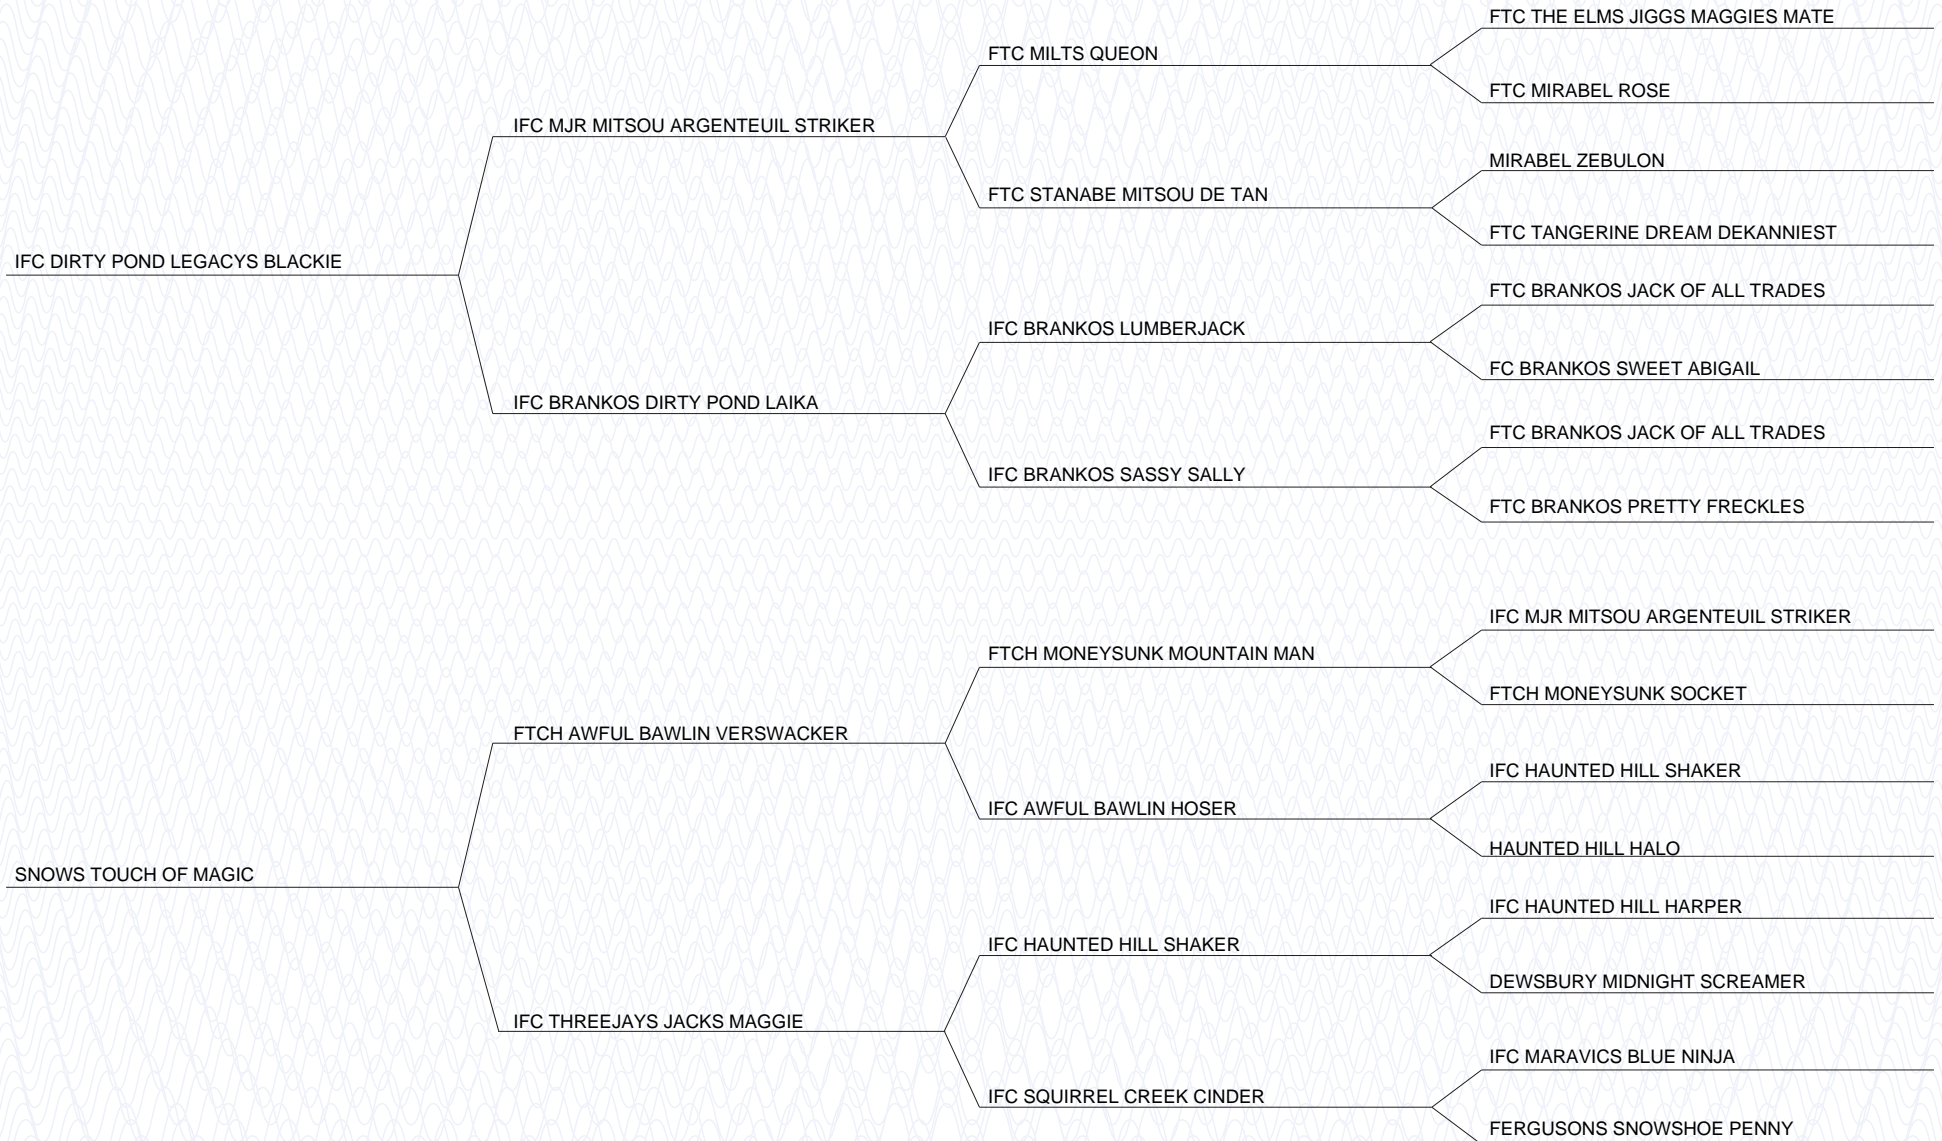 FTC THE ELMS JIGGS MAGGIES MATE
FTC MILTS QUEON
FTC MIRABEL ROSE
IFC MJR MITSOU ARGENTEUIL STRIKER
MIRABEL ZEBULON
FTC STANABE MITSOU DE TAN
FTC TANGERINE DREAM DEKANNIEST
IFC DIRTY POND LEGACYS BLACKIE
FTC BRANKOS JACK OF ALL TRADES
IFC BRANKOS LUMBERJACK
FC BRANKOS SWEET ABIGAIL
IFC BRANKOS DIRTY POND LAIKA
FTC BRANKOS JACK OF ALL TRADES
IFC BRANKOS SASSY SALLY
FTC BRANKOS PRETTY FRECKLES
IFC MJR MITSOU ARGENTEUIL STRIKER
FTCH MONEYSUNK MOUNTAIN MAN
FTCH MONEYSUNK SOCKET
FTCH AWFUL BAWLIN VERSWACKER
IFC HAUNTED HILL SHAKER
IFC AWFUL BAWLIN HOSER
HAUNTED HILL HALO
SNOWS TOUCH OF MAGIC
IFC HAUNTED HILL HARPER
IFC HAUNTED HILL SHAKER
DEWSBURY MIDNIGHT SCREAMER
IFC THREEJAYS JACKS MAGGIE
IFC MARAVICS BLUE NINJA
IFC SQUIRREL CREEK CINDER
FERGUSONS SNOWSHOE PENNY